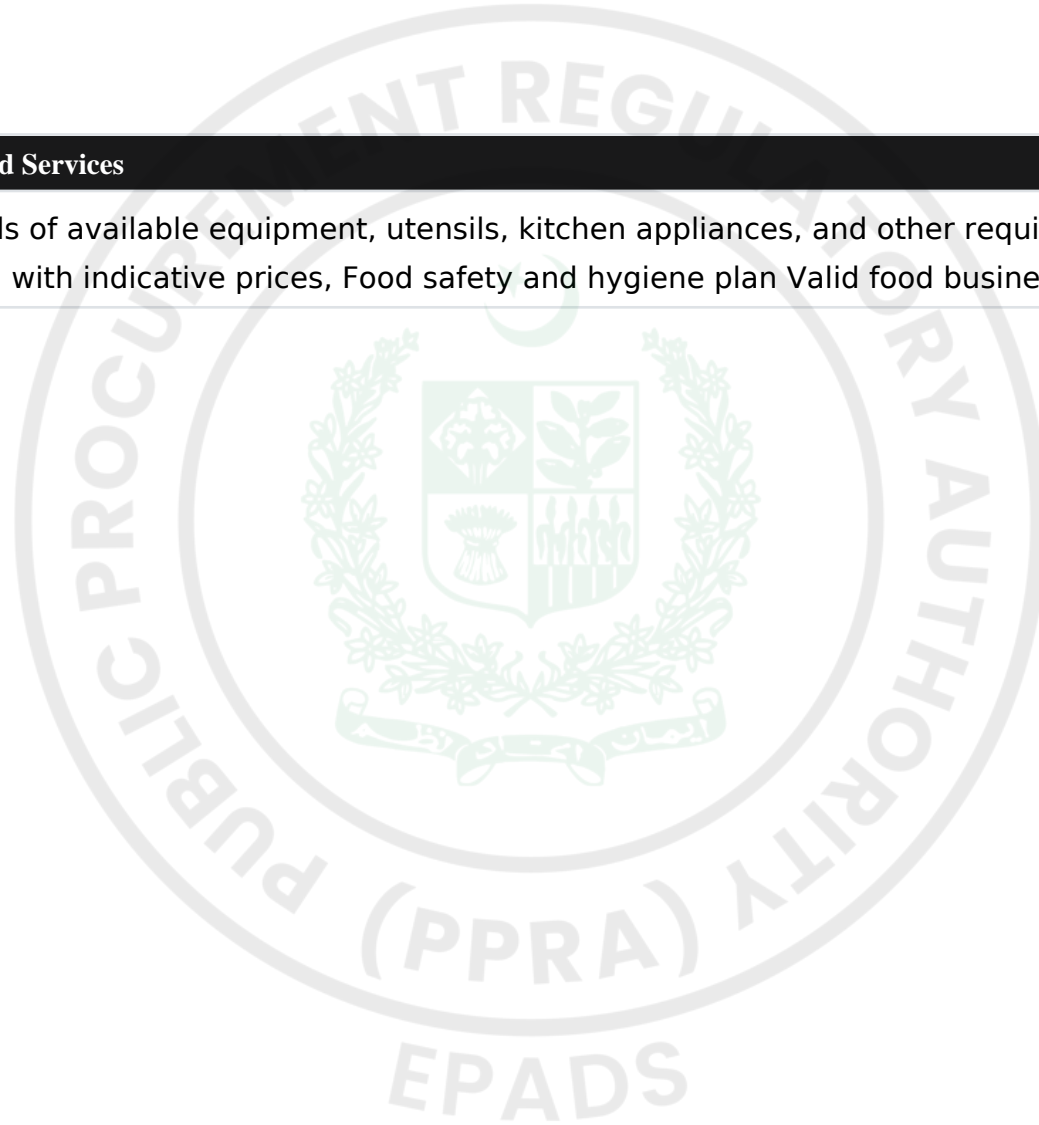 d Services
ls of available equipment, utensils, kitchen appliances, and other requi
with indicative prices, Food safety and hygiene plan Valid food busine
PUBLIC PROCUREMENT REGULATORY AUTHORITY
(PPRA)
EPADS